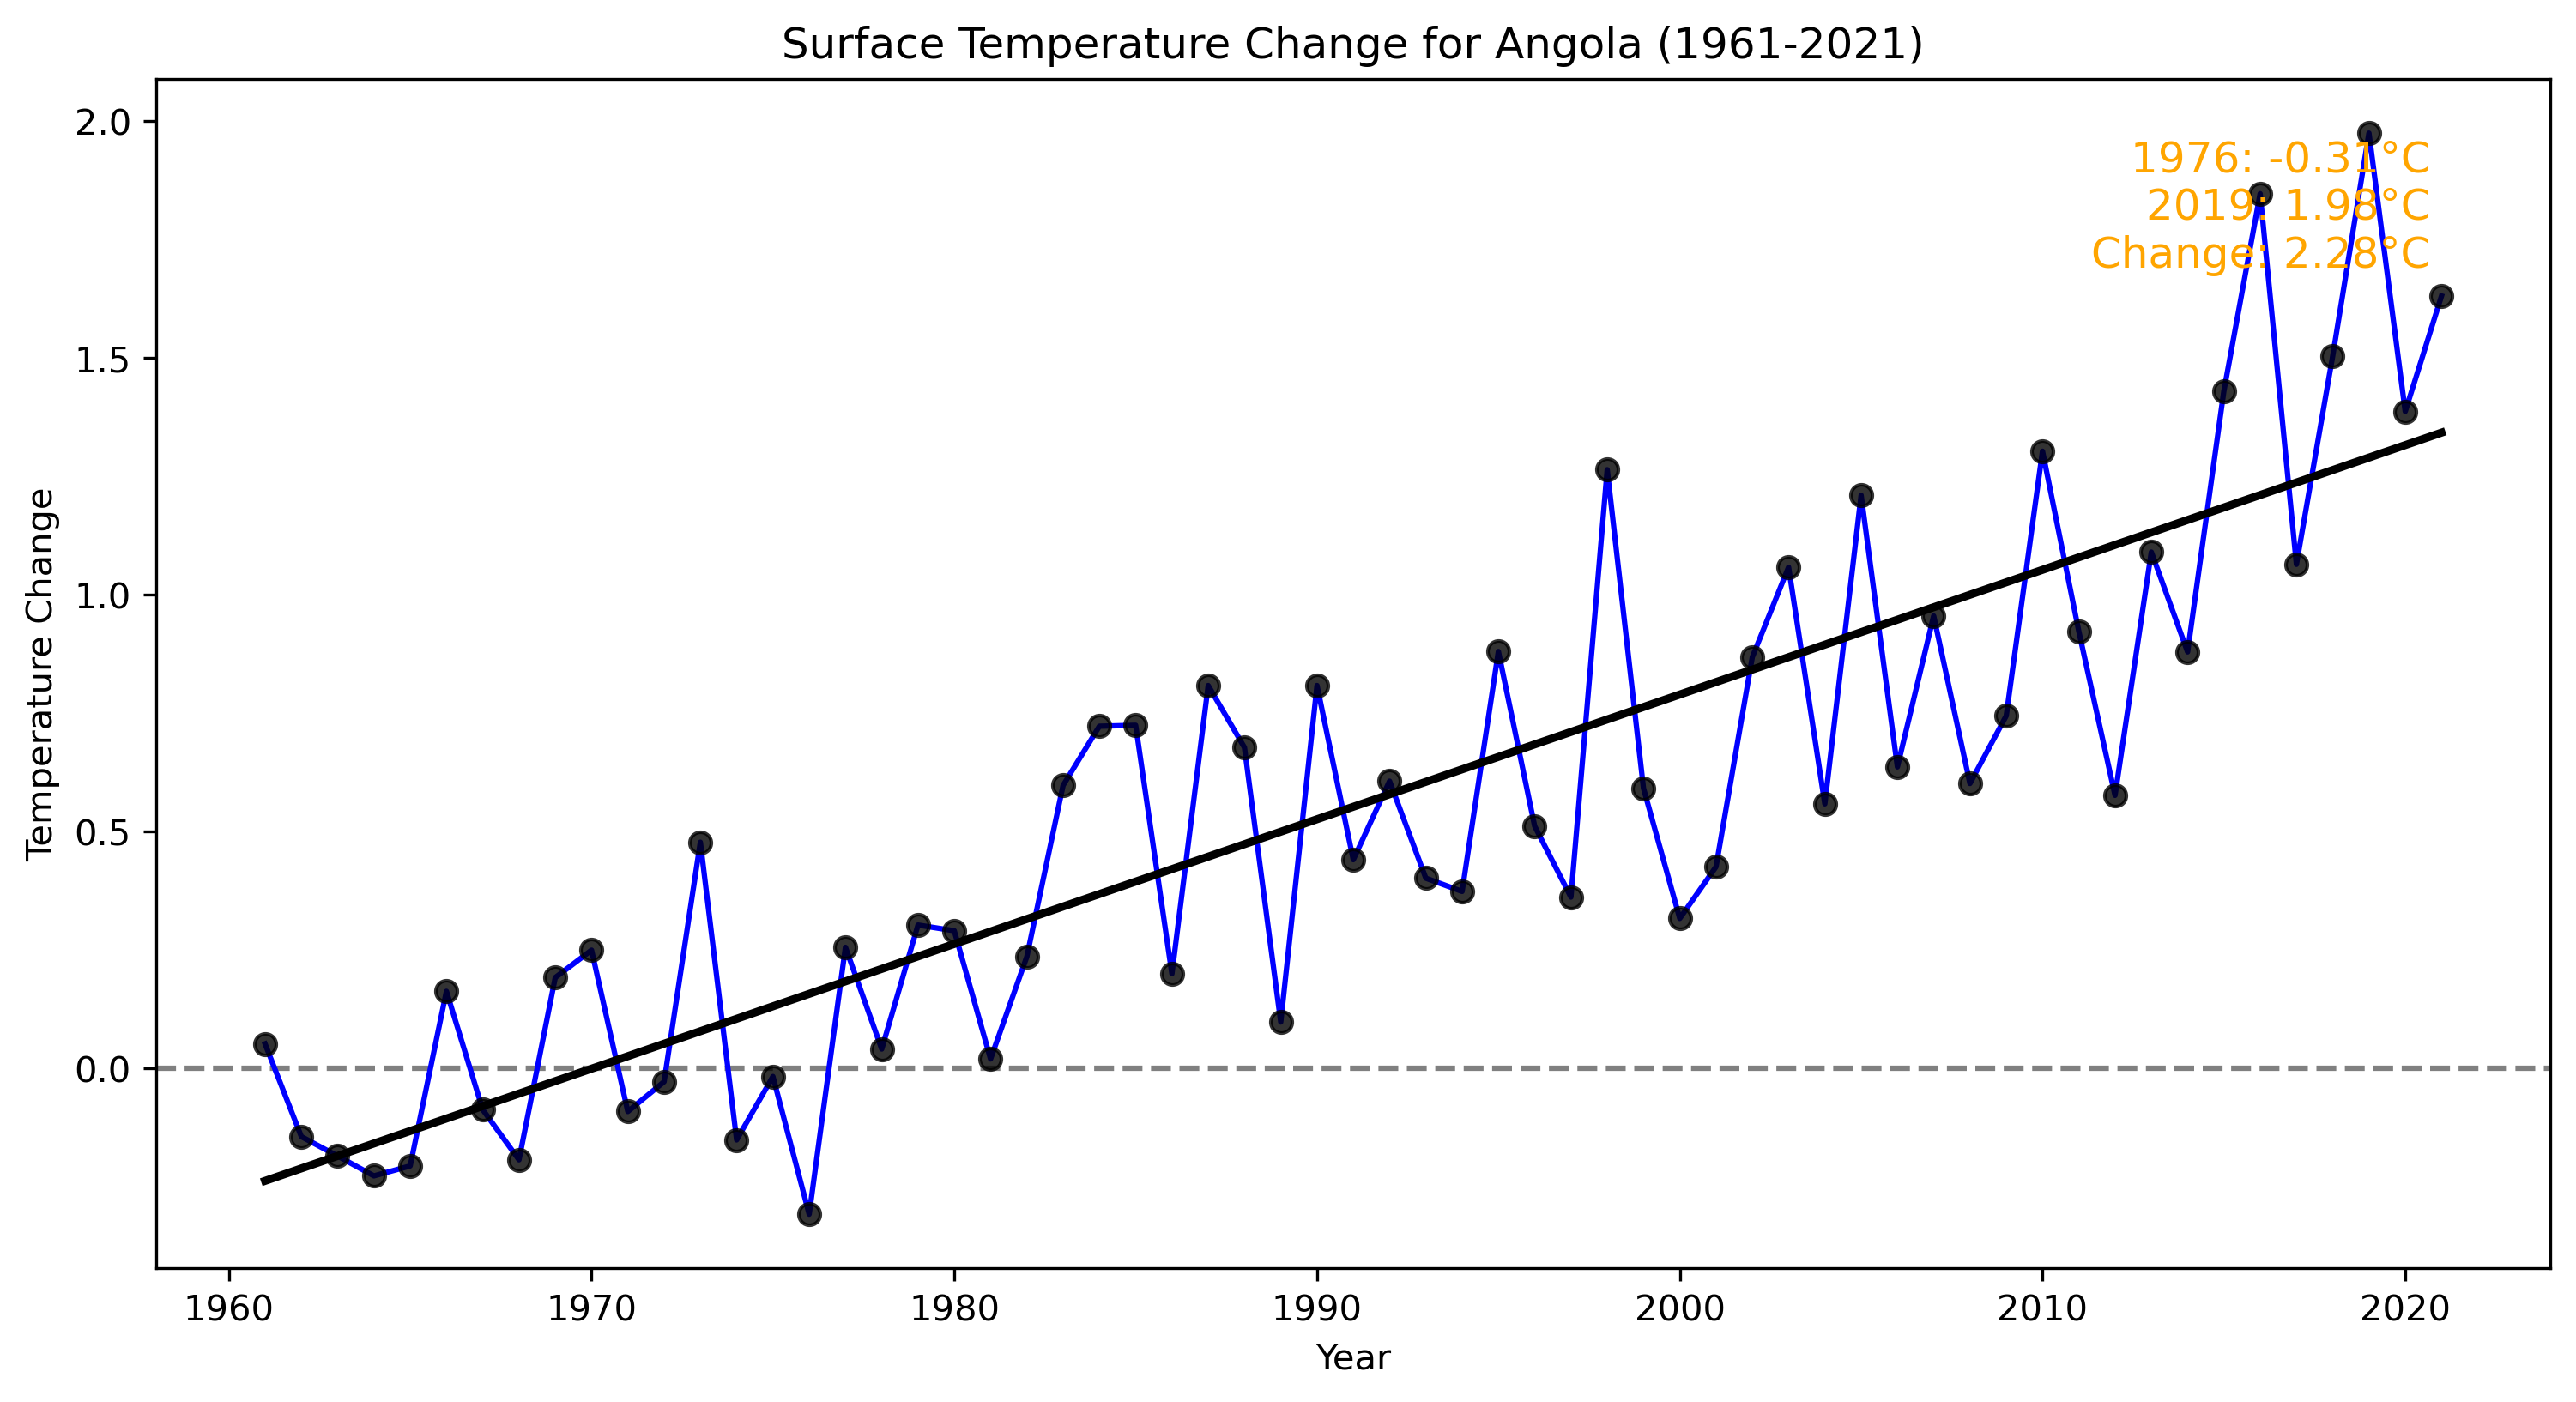 Surface Temperature Change for Angola (1961-2021)
2.0
1.5
1.0
0.5
0.0
Temperature Change
1976: -0.31°C
2019: 1.98°C
Change: 2.28°C
1960 1970 1980 1990 2000 2010 2020
Year